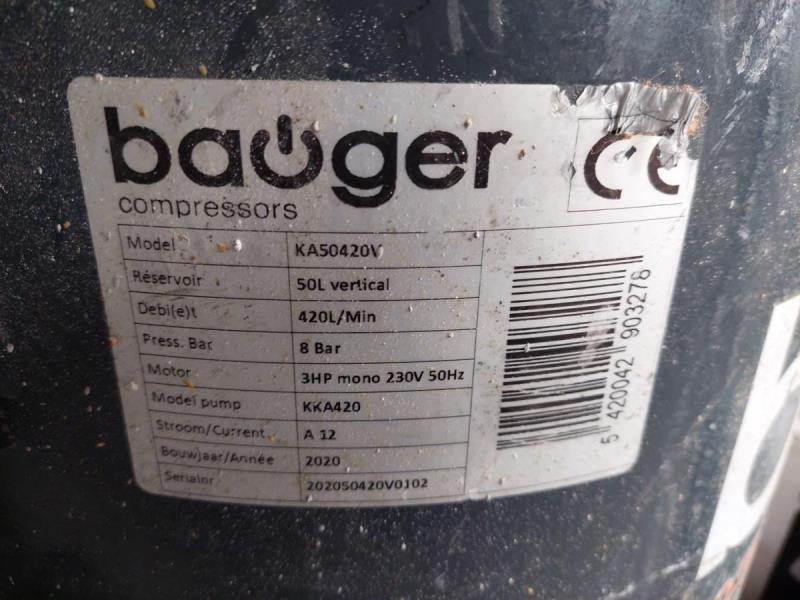 bauger
CE
compressors
Model KA50420V
Réservoir 50L vertical
Debi(e)t 420L/Min
Press. Bar 8 Bar
Motor 3HP mono 230V 50Hz
Model pump KKA420
Stroom/Current A 12
Bouwjaar/Année 2020
Serialnr 202050420V0102
5 420042 903278